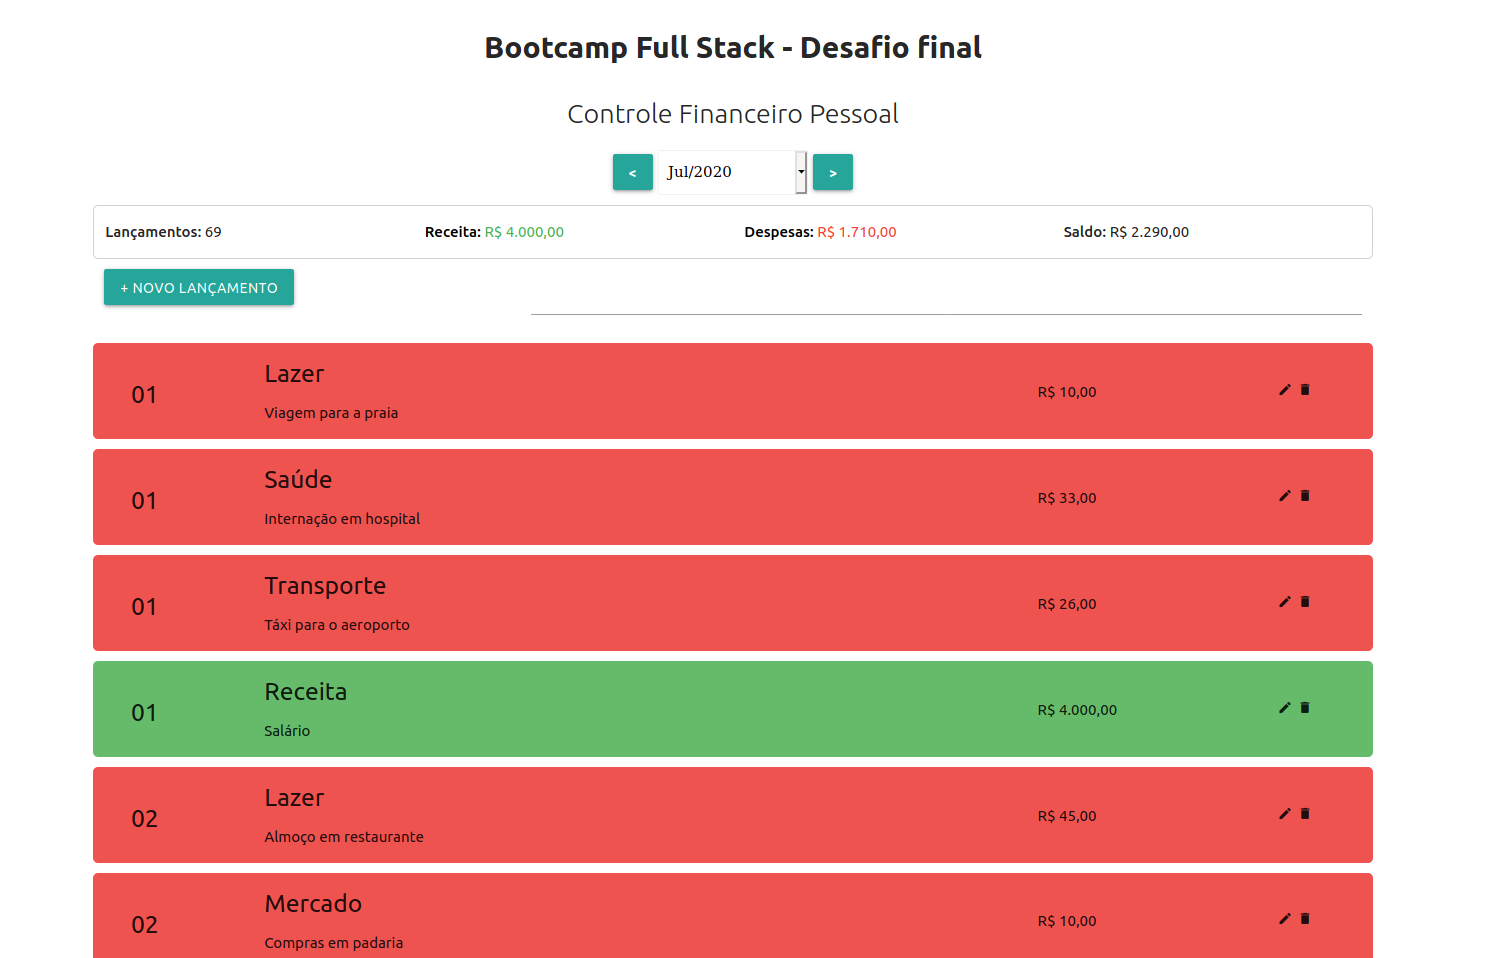 Bootcamp Full Stack - Desafio final
Controle Financeiro Pessoal
< Jul/2020 >
Lançamentos: 69 Receita: R$ 4.000,00 Despesas: R$ 1.710,00 Saldo: R$ 2.290,00
+ NOVO LANÇAMENTO
Lazer
01 R$ 10,00
Viagem para a praia
Saúde
01 R$ 33,00
Internação em hospital
Transporte
01 R$ 26,00
Táxi para o aeroporto
Receita
01 R$ 4.000,00
Salário
Lazer
02 R$ 45,00
Almoço em restaurante
Mercado
02 R$ 10,00
Compras em padaria